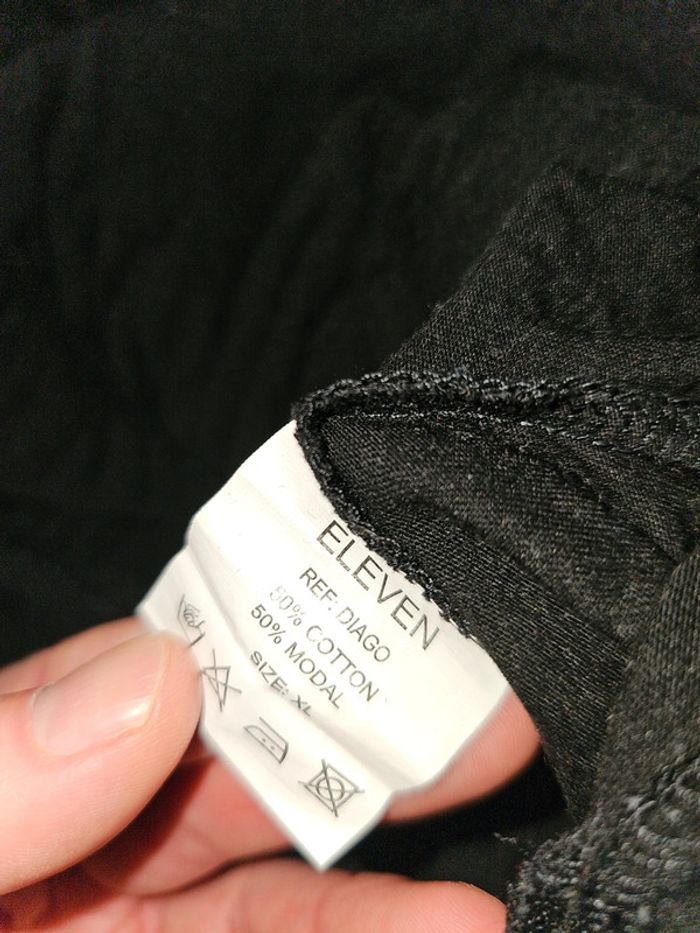 ELEVEN
REF: DIAGO
50% COTTON
50% MODAL
SIZE: XL